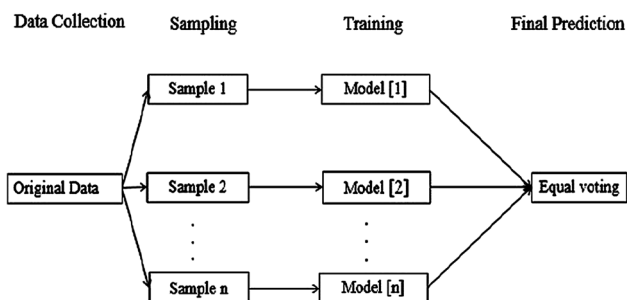 Data Collection Sampling Training Final Prediction
Sample 1 Model [1]
Original Data Sample 2 Model [2] Equal voting
Sample n Model [n]